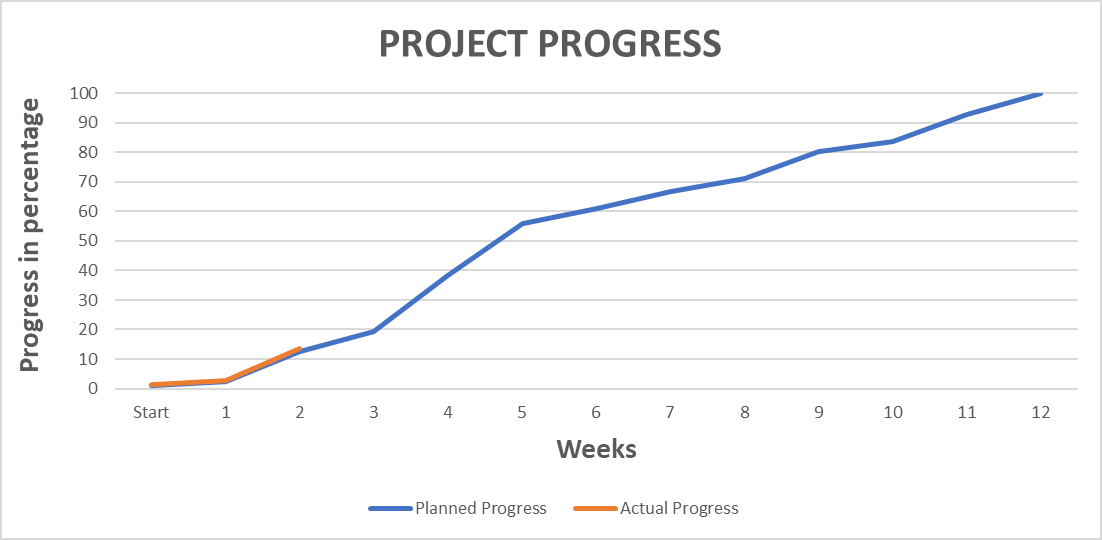 PROJECT PROGRESS
Progress in percentage
100
90
80
70
60
50
40
30
20
10
0
Start 1 2 3 4 5 6 7 8 9 10 11 12
Weeks
Planned Progress Actual Progress